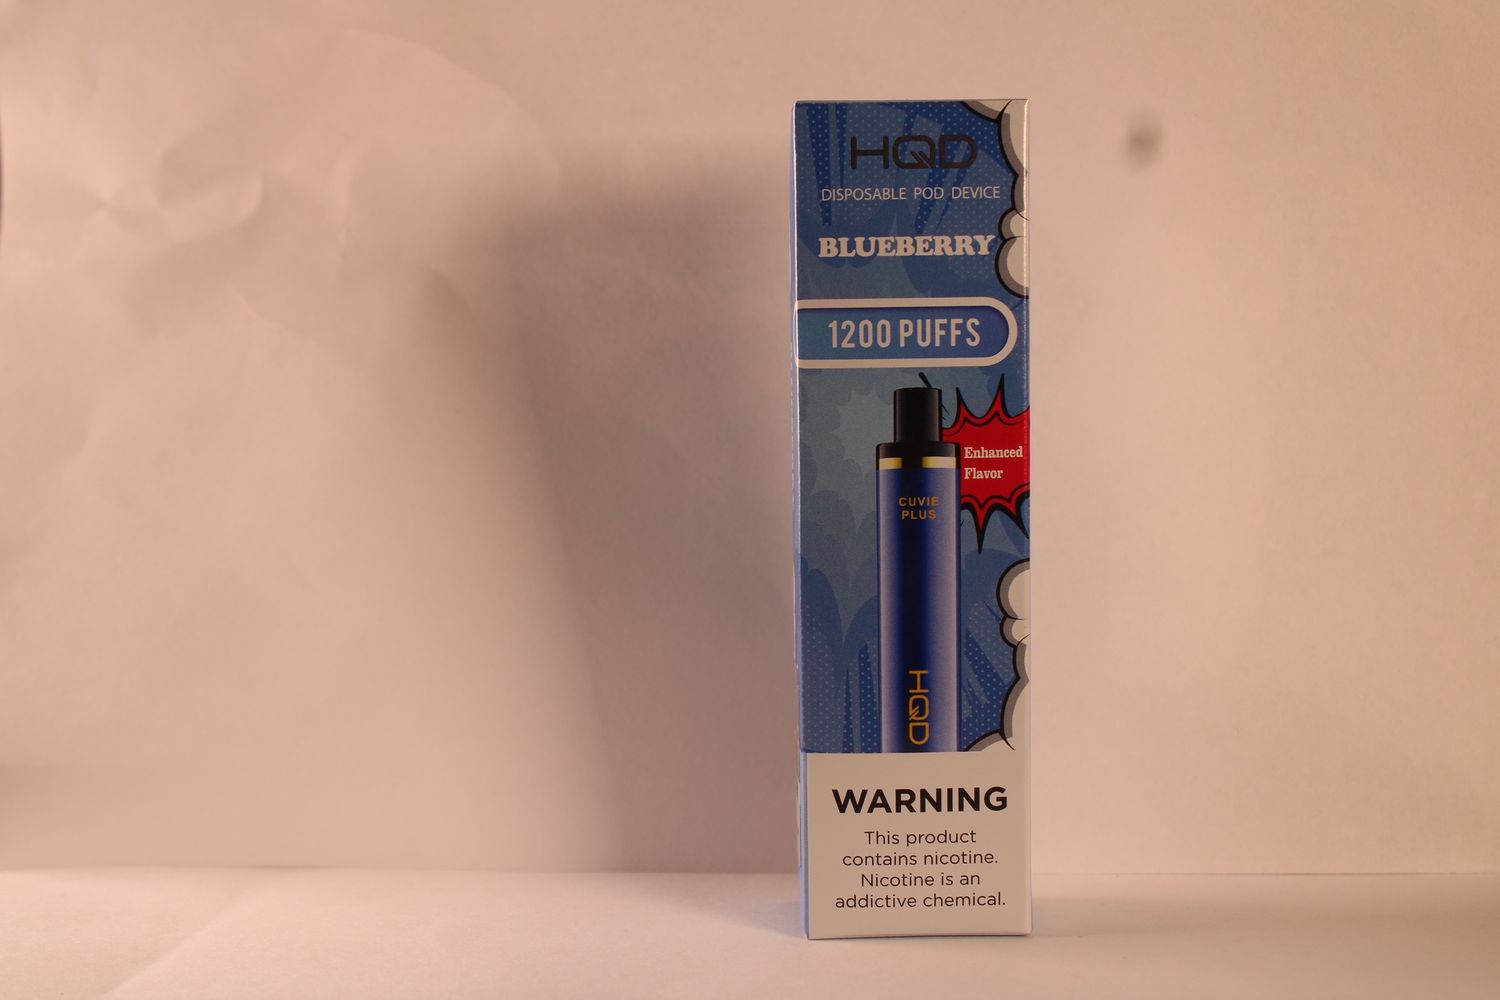 HQD
DISPOSABLE POD DEVICE
BLUEBERRY
1200 PUFFS
Enhanced
Flavor
CUVIE
PLUS
HQD
WARNING
This product
contains nicotine.
Nicotine is an
addictive chemical.